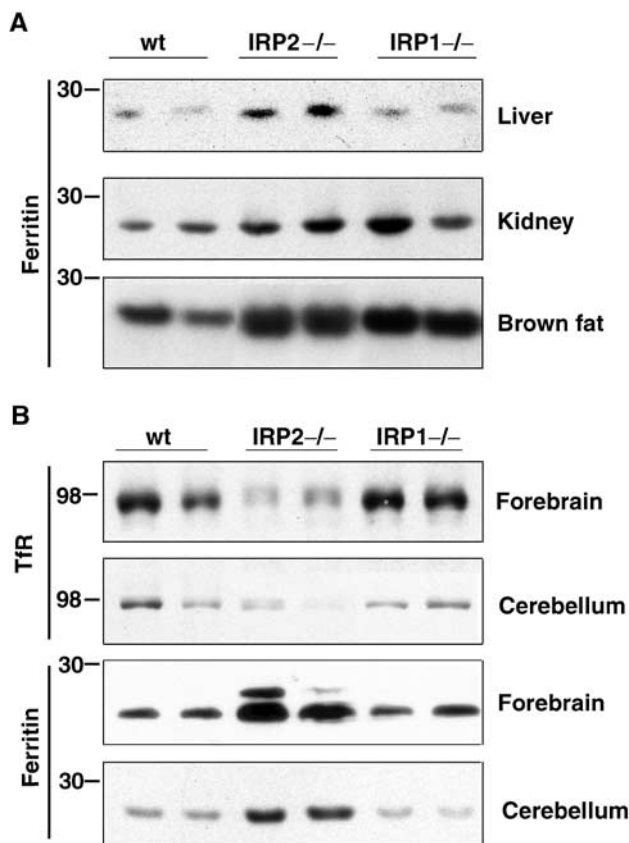 A
wt IRP2–/– IRP1–/–
30 Liver
30 Kidney
30 Brown fat
Ferritin
B
wt IRP2–/– IRP1–/–
98 Forebrain
98 Cerebellum
TfR
30 Forebrain
30 Cerebellum
Ferritin